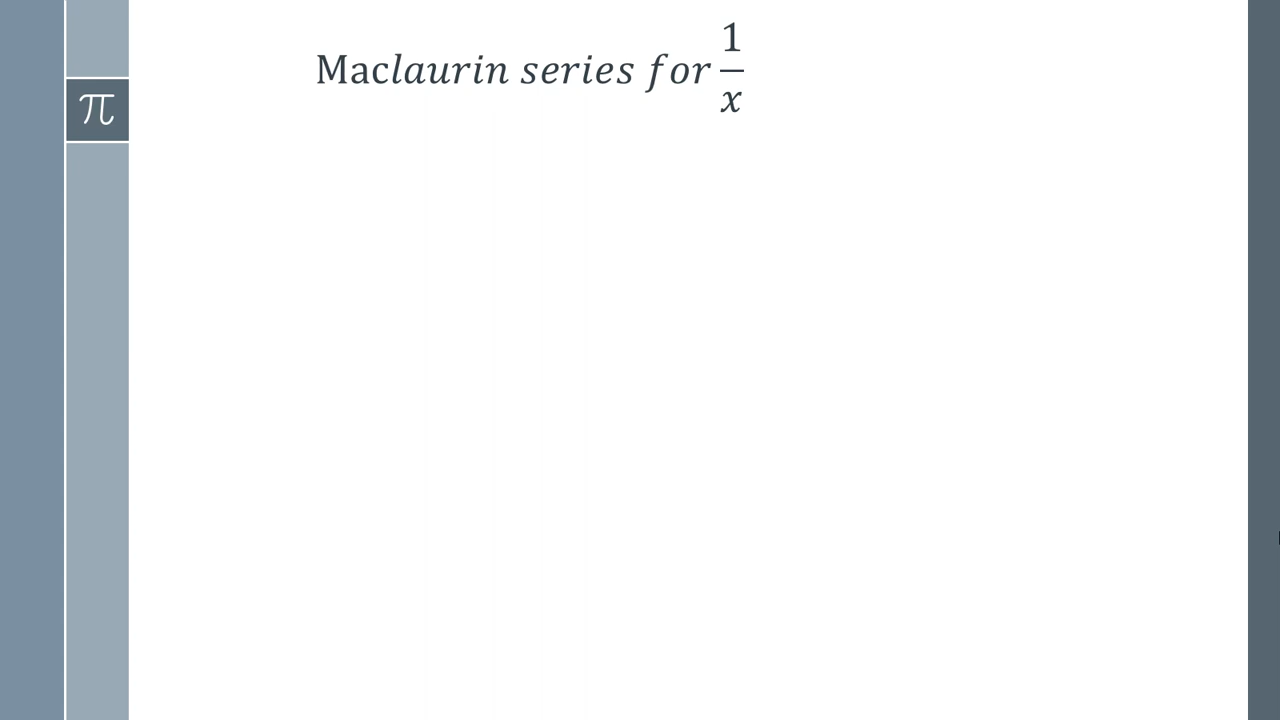 Maclaurin series for 1/x
π